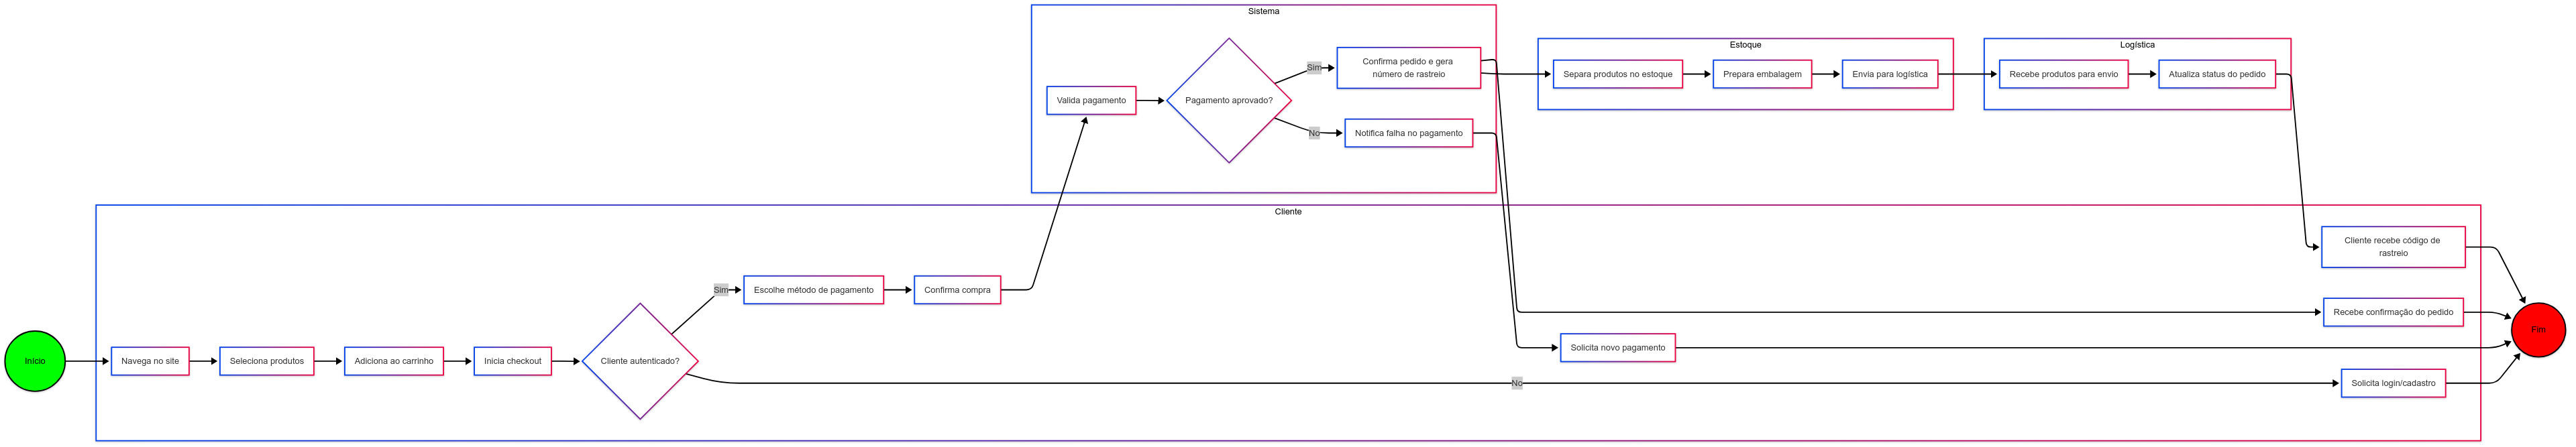 Sistema
Valida pagamento
Pagamento aprovado?
Sim
No
Confirma pedido e gera
número de rastreio
Notifica falha no pagamento
Estoque
Separa produtos no estoque
Prepara embalagem
Envia para logística
Logística
Recebe produtos para envio
Atualiza status do pedido
Cliente
Início
Navega no site
Seleciona produtos
Adiciona ao carrinho
Inicia checkout
Cliente autenticado?
Sim
Escolhe método de pagamento
Confirma compra
No
Solicita novo pagamento
Cliente recebe código de
rastreio
Recebe confirmação do pedido
Solicita login/cadastro
Fim